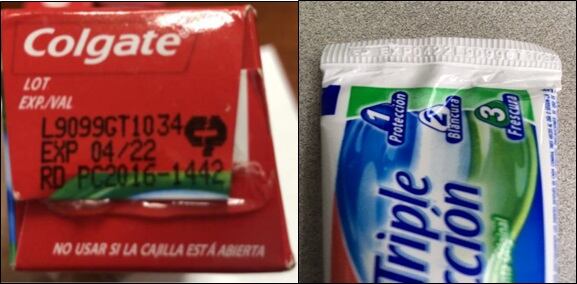 Colgate
LOT
EXP./VAL
L9099GT1034
EXP 04/22
RD PC2016-1442
NO USAR SI LA CAJILLA ESTÁ ABIERTA
1
Protección
2
Blancura
3
Frescura
Triple
cción